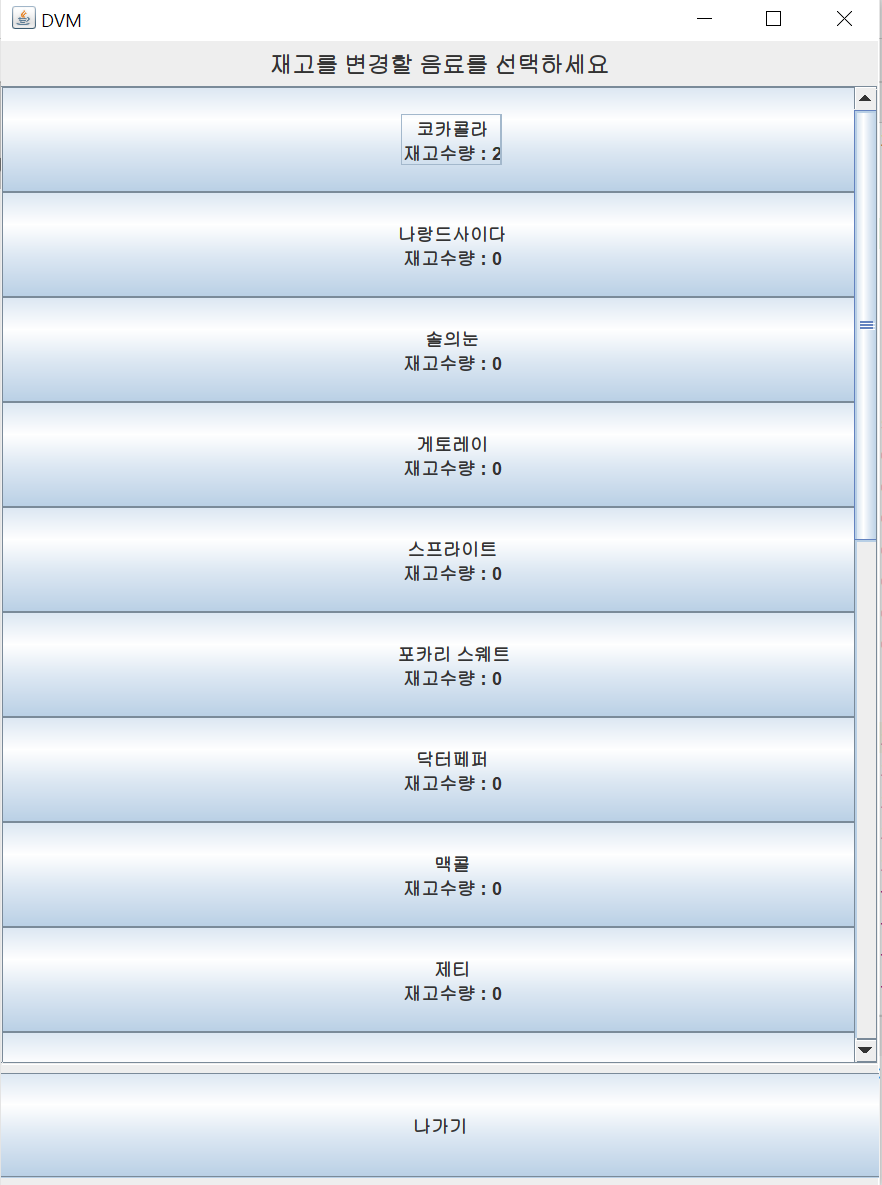 DVM
재고를 변경할 음료를 선택하세요
코카콜라
재고수량 : 2
나랑드사이다
재고수량 : 0
솔의눈
재고수량 : 0
게토레이
재고수량 : 0
스프라이트
재고수량 : 0
포카리 스웨트
재고수량 : 0
닥터페퍼
재고수량 : 0
맥콜
재고수량 : 0
제티
재고수량 : 0
나가기